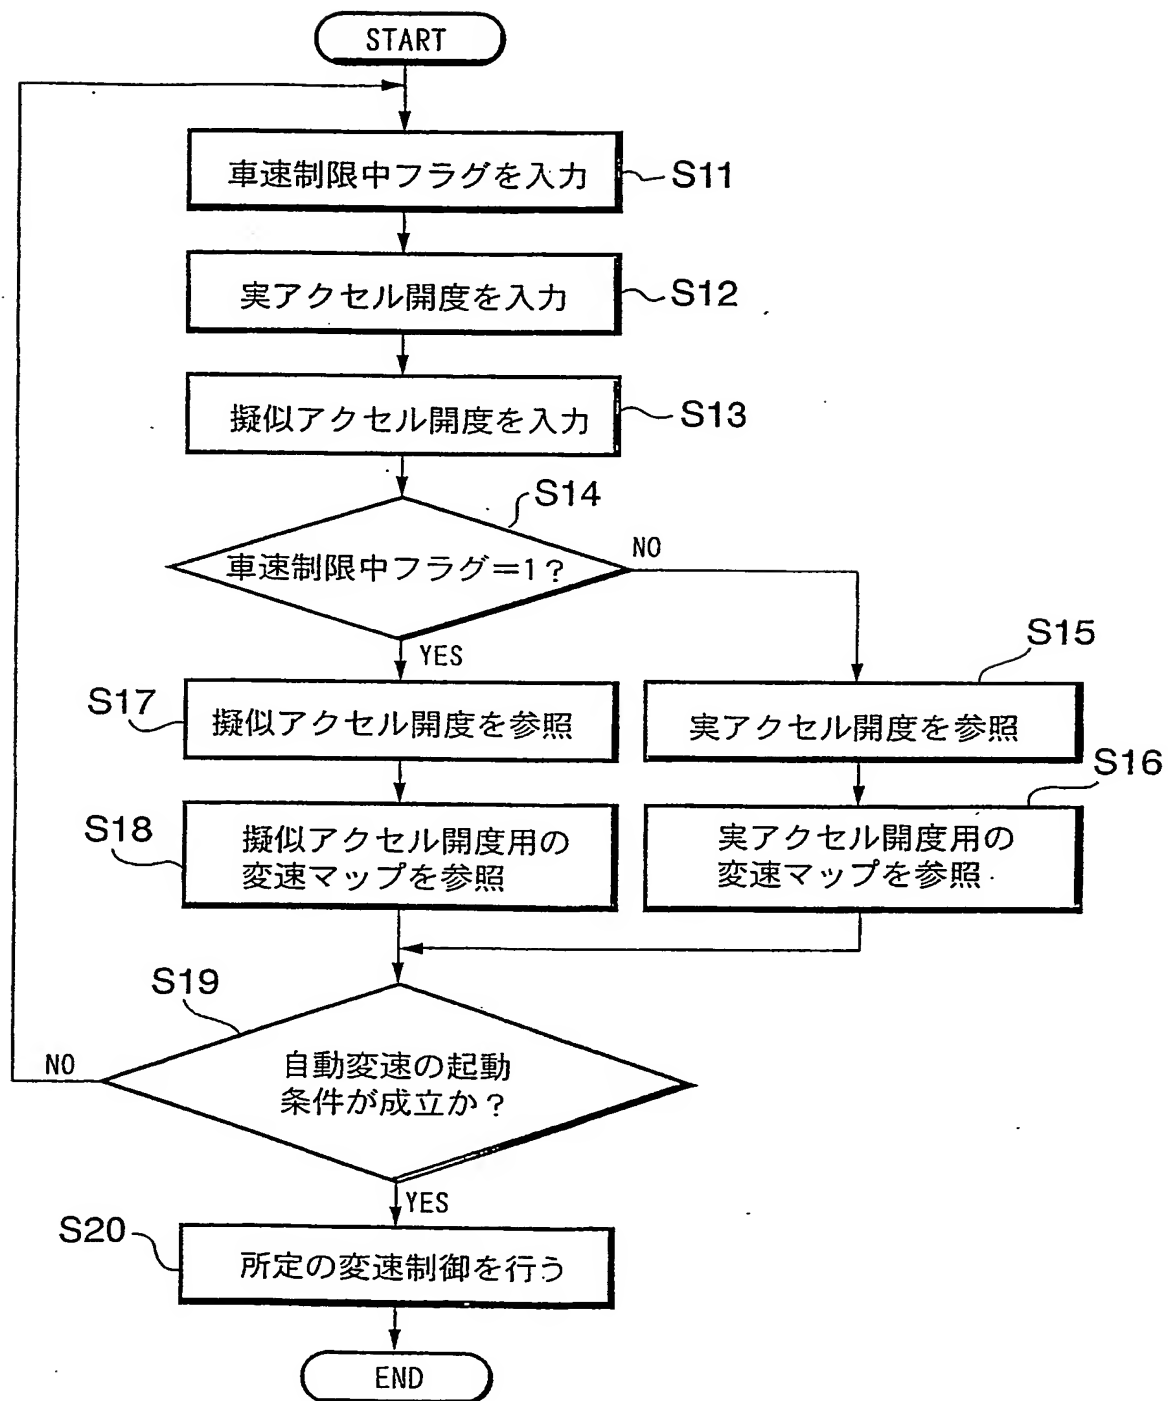 START
車速制限中フラグを入力
S11
実アクセル開度を入力
S12
擬似アクセル開度を入力
S13
S14
車速制限中フラグ=1?
NO
YES
S15
S17
擬似アクセル開度を参照
実アクセル開度を参照
S16
S18
擬似アクセル開度用の
変速マップを参照
実アクセル開度用の
変速マップを参照
S19
自動変速の起動
条件が成立か?
NO
YES
S20
所定の変速制御を行う
END